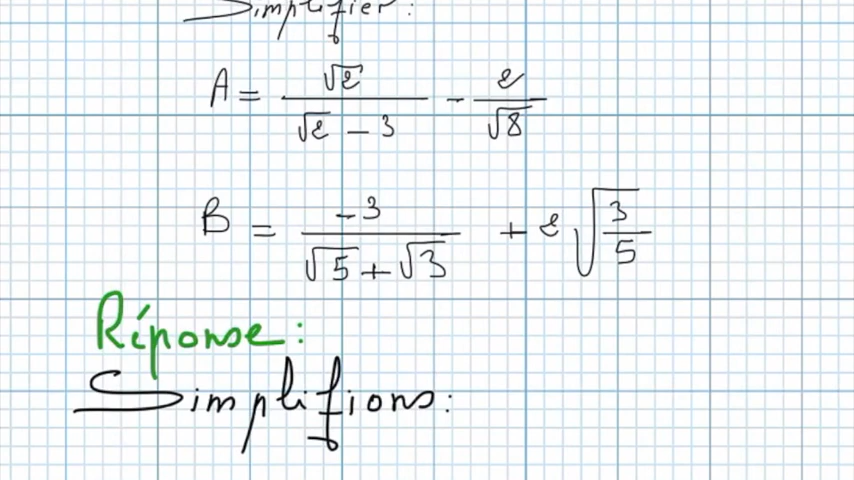 Simplifier:
A = √2 / (√2 - 3) - 2 / √8
B = -3 / (√5 + √3) + 2 √(3/5)
Réponse:
Simplifions: